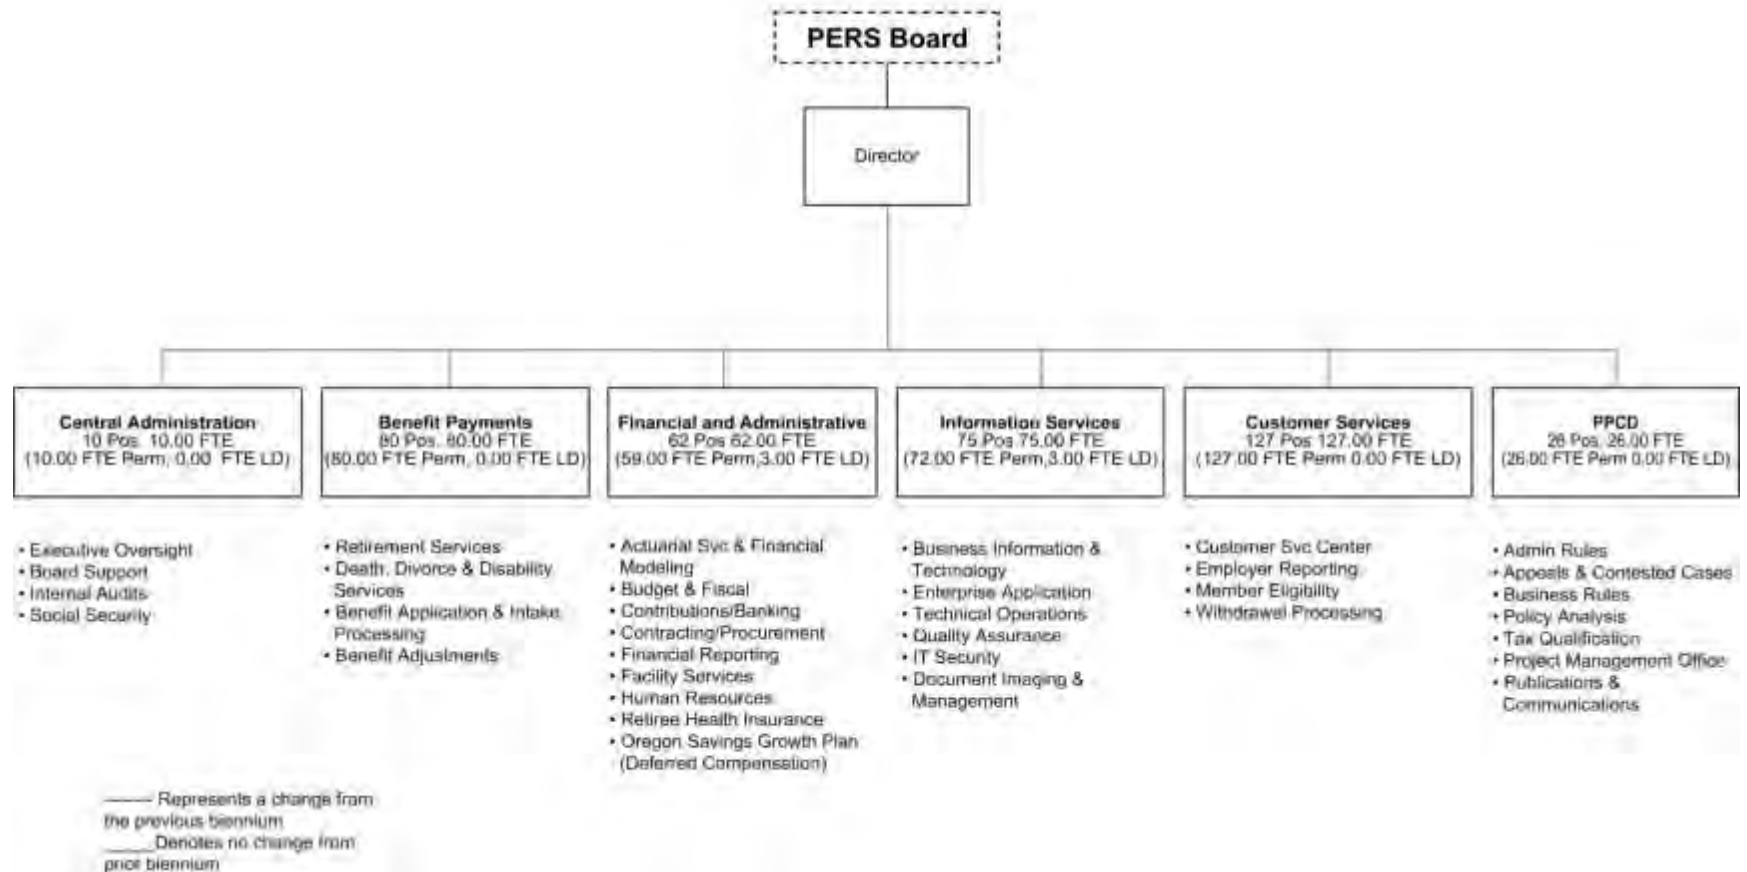 PERS Board
Director
Central Administration
10 Pos. 10.00 FTE
(10.00 FTE Perm, 0.00 FTE LD)
Benefit Payments
80 Pos. 80.00 FTE
(80.00 FTE Perm, 0.00 FTE LD)
Financial and Administrative
62 Pos 62.00 FTE
(59.00 FTE Perm,3.00 FTE LD)
Information Services
75 Pos 75.00 FTE
(72.00 FTE Perm,3.00 FTE LD)
Customer Services
127 Pos 127.00 FTE
(127.00 FTE Perm 0.00 FTE LD)
PPCD
26 Pos. 26.00 FTE
(26.00 FTE Perm 0.00 FTE LD)
• Executive Oversight
• Board Support
• Internal Audits
• Social Security
• Retirement Services
• Death, Divorce & Disability
Services
• Benefit Application & Intake
Processing
• Benefit Adjustments
• Actuarial Svc & Financial
Modeling
• Budget & Fiscal
• Contributions/Banking
• Contracting/Procurement
• Financial Reporting
• Facility Services
• Human Resources
• Retiree Health Insurance
• Oregon Savings Growth Plan
(Deferred Compensation)
• Business Information &
Technology
• Enterprise Application
• Technical Operations
• Quality Assurance
• IT Security
• Document Imaging &
Management
• Customer Svc Center
• Employer Reporting
• Member Eligibility
• Withdrawel Processing
• Admin Rules
• Appeals & Contested Cases
• Business Rules
• Policy Analysis
• Tax Qualification
• Project Management Office
• Publications &
Communications
------- Represents a change from
the previous biennium
_____Denotes no change from
prior biennium